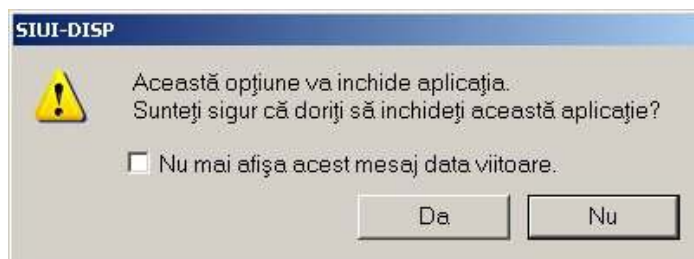 SIUI-DISP
Această opţiune va inchide aplicaţia.
Sunteţi sigur că doriţi să inchideţi această aplicaţie?
Nu mai afişa acest mesaj data viitoare.
Da
Nu